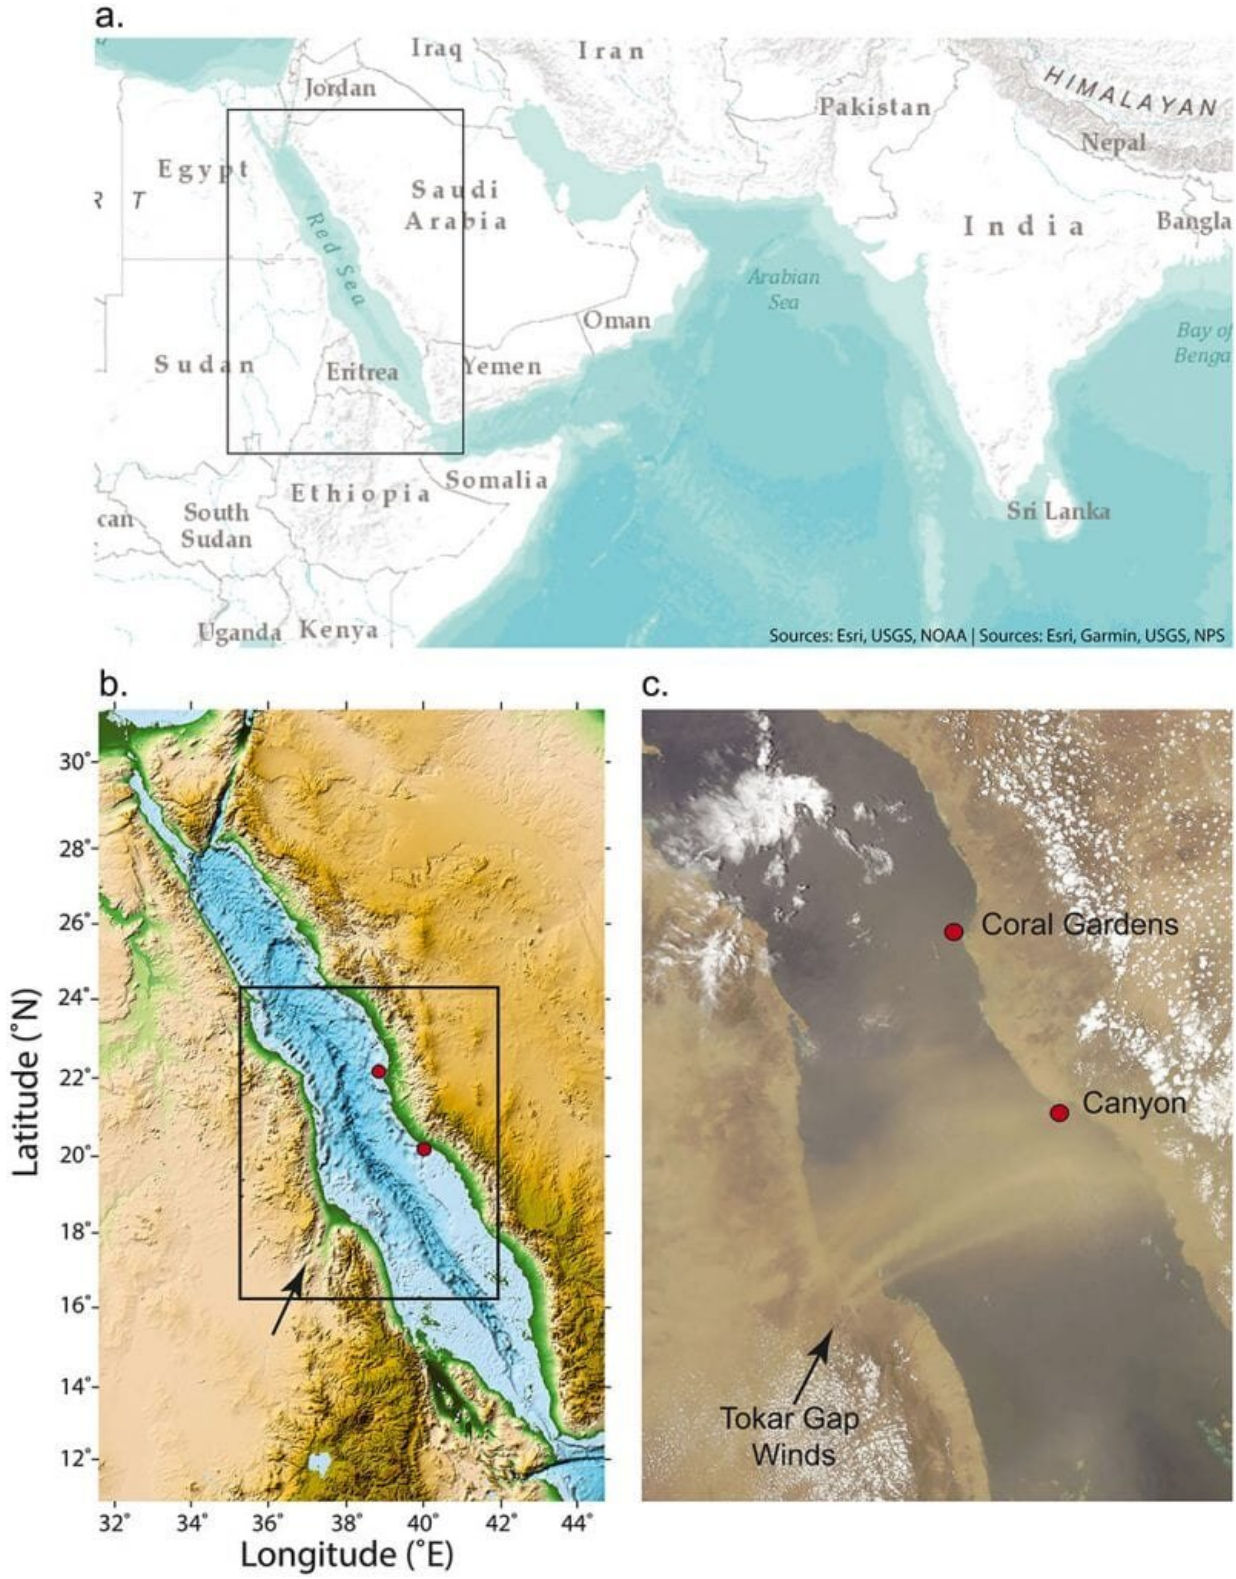 a.
Iraq
Iran
Jordan
Pakistan
HIMALAYAN
Nepal
Egypt
Saudi
Arabia
R T
Red Sea
India
Bangla
Arabian
Sea
Oman
Bay of
Benga
Sudan
Eritrea
Yemen
Somalia
Ethiopia
can
South
Sudan
Sri Lanka
Uganda
Kenya
Sources: Esri, USGS, NOAA | Sources: Esri, Garmin, USGS, NPS
b.
30°
28°
26°
24°
22°
20°
18°
16°
14°
12°
Latitude (°N)
32°
34°
36°
38°
40°
42°
44°
Longitude (°E)
c.
Coral Gardens
Canyon
Tokar Gap
Winds